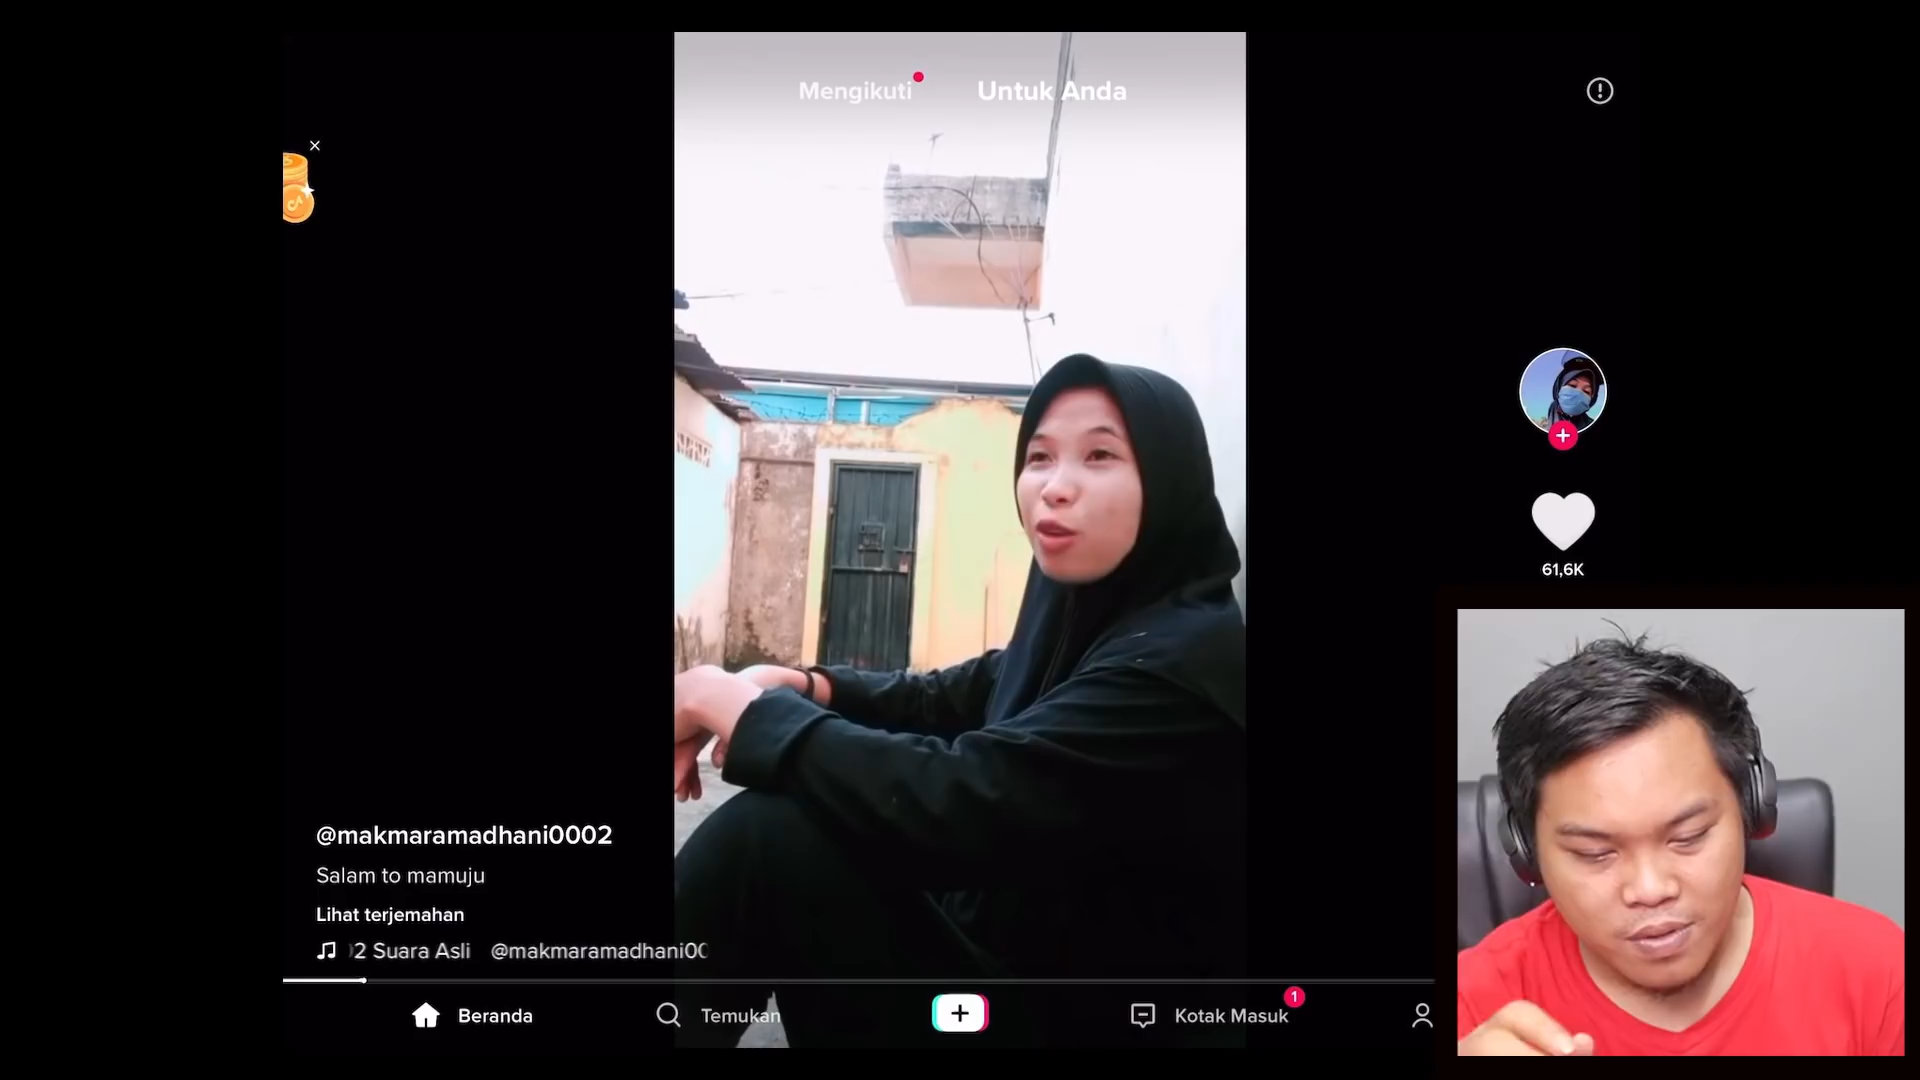 Mengikuti
Untuk Anda
61,6K
@makmaramadhani0002
Salam to mamuju
Lihat terjemahan
2 Suara Asli @makmaramadhani00
Beranda
Temukan
Kotak Masuk
1